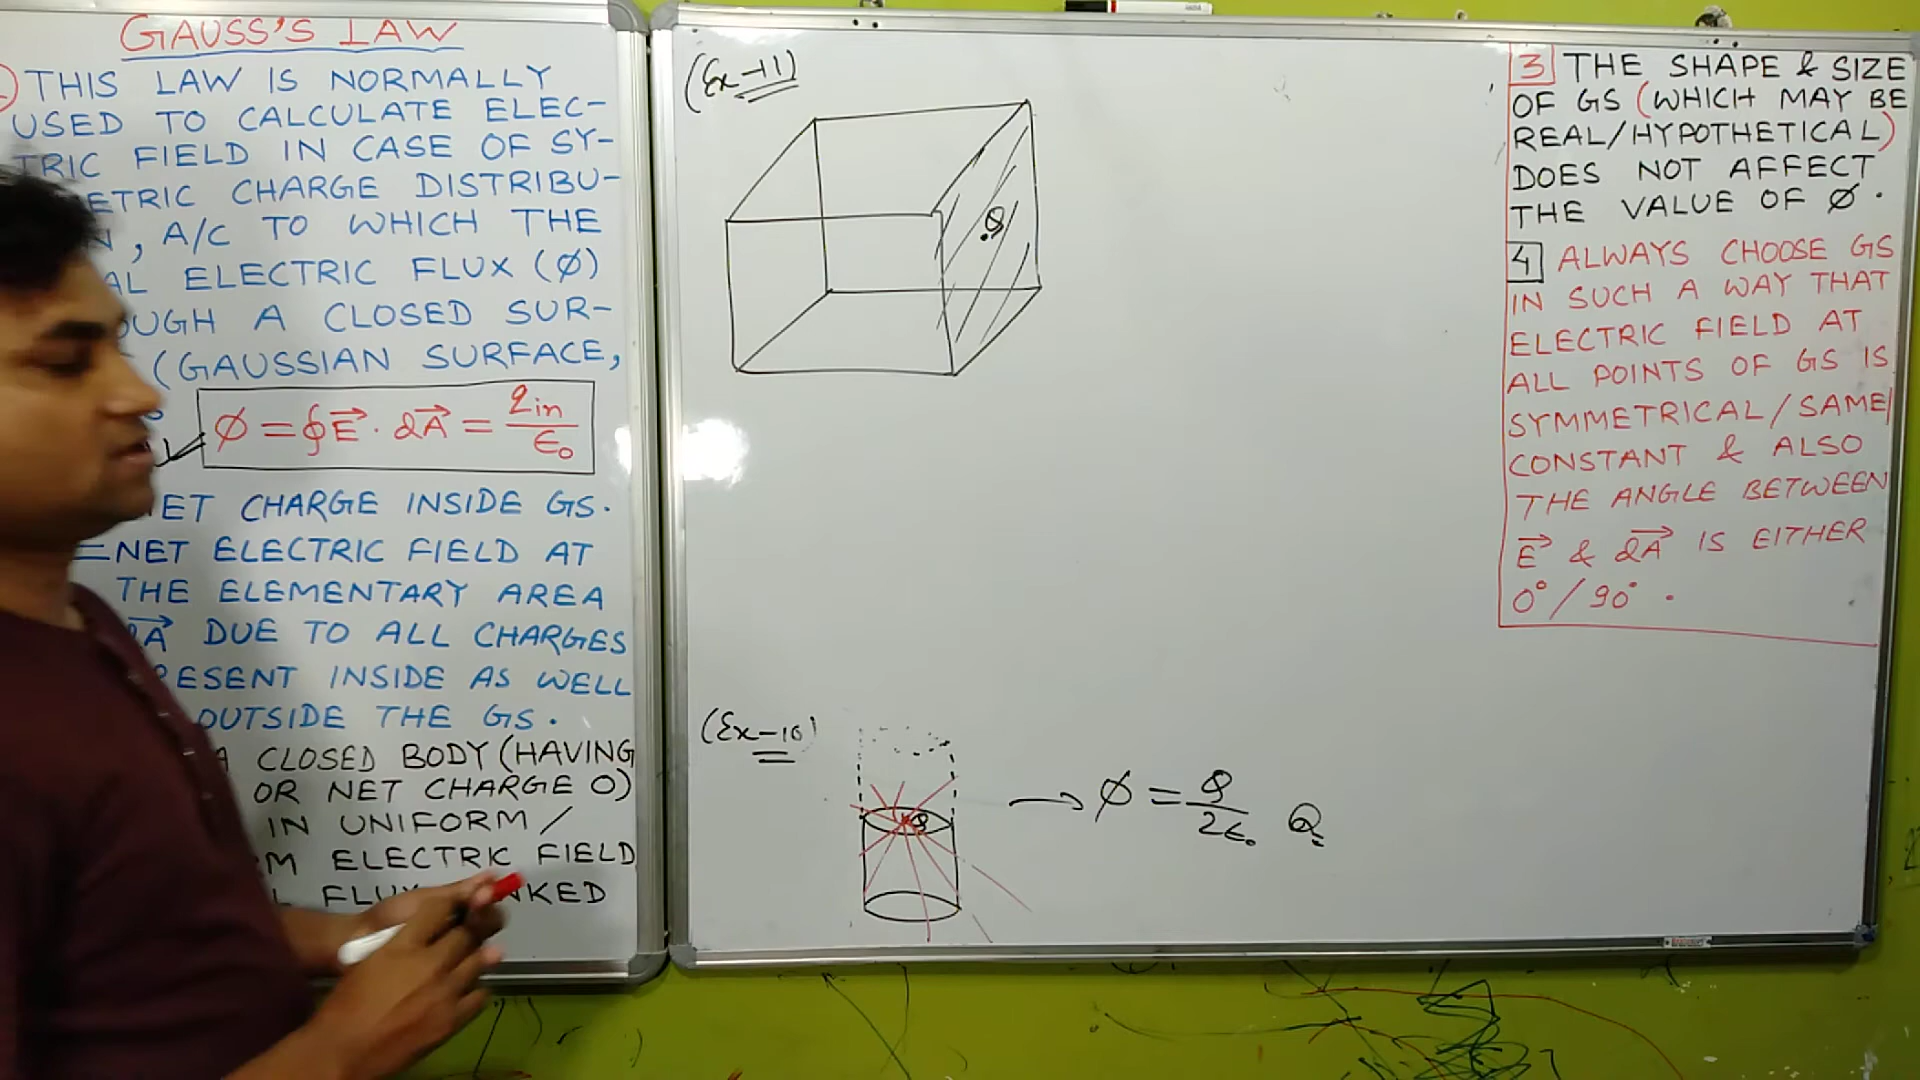 GAUSS'S LAW
THIS LAW IS NORMALLY
USED TO CALCULATE ELEC-
TRIC FIELD IN CASE OF SY-
ETRIC CHARGE DISTRIBU-
N, A/C TO WHICH THE
AL ELECTRIC FLUX (Ø)
OUGH A CLOSED SUR-
(GAUSSIAN SURFACE,
Ø = ∮E⃗ · dA⃗ = qin/ε₀
ET CHARGE INSIDE GS.
=NET ELECTRIC FIELD AT
THE ELEMENTARY AREA
dA⃗ DUE TO ALL CHARGES
RESENT INSIDE AS WELL
OUTSIDE THE GS.
A CLOSED BODY (HAVING
OR NET CHARGE 0)
IN UNIFORM /
RM ELECTRIC FIELD
L FLUX NKED
(Ex-11)
Q
(Ex-10)
Q
→ Ø = Q/2ε₀
3 THE SHAPE & SIZE
OF GS (WHICH MAY BE
REAL/HYPOTHETICAL)
DOES NOT AFFECT
THE VALUE OF Ø.
4 ALWAYS CHOOSE GS
IN SUCH A WAY THAT
ELECTRIC FIELD AT
ALL POINTS OF GS IS
SYMMETRICAL/SAME/
CONSTANT & ALSO
THE ANGLE BETWEEN
E⃗ & dA⃗ IS EITHER
0°/90°.